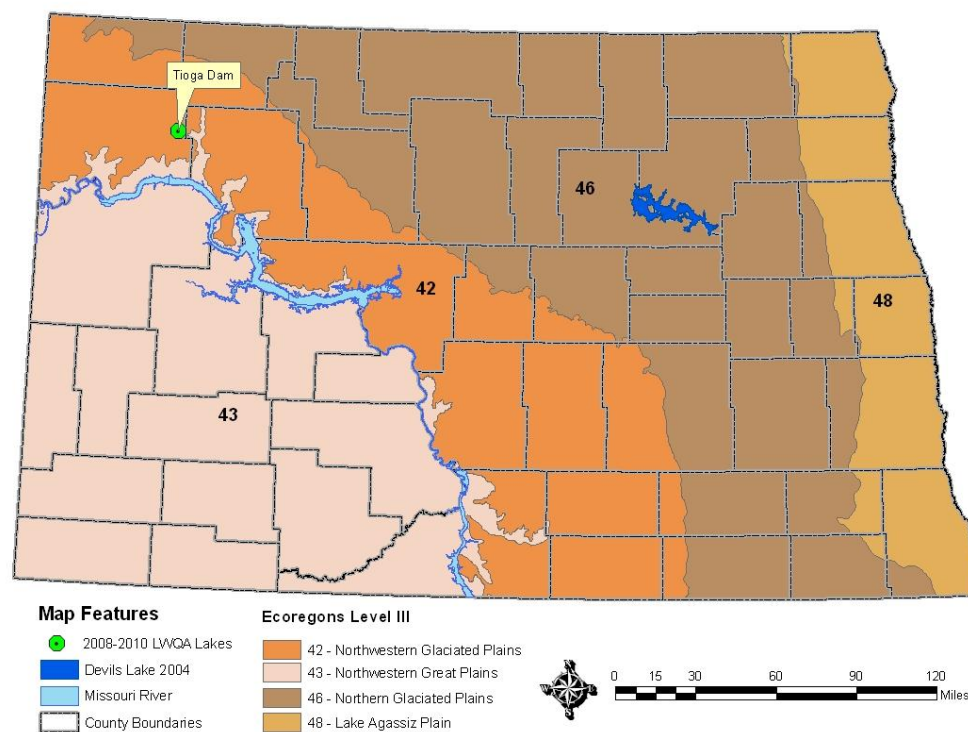 Tioga Dam
46
42
48
43
Map Features
2008-2010 LWQA Lakes
Devils Lake 2004
Missouri River
County Boundaries
Ecoregons Level III
42 - Northwestern Glaciated Plains
43 - Northwestern Great Plains
46 - Northern Glaciated Plains
48 - Lake Agassiz Plain
N
E
S
W
0 15 30 60 90 120
Miles